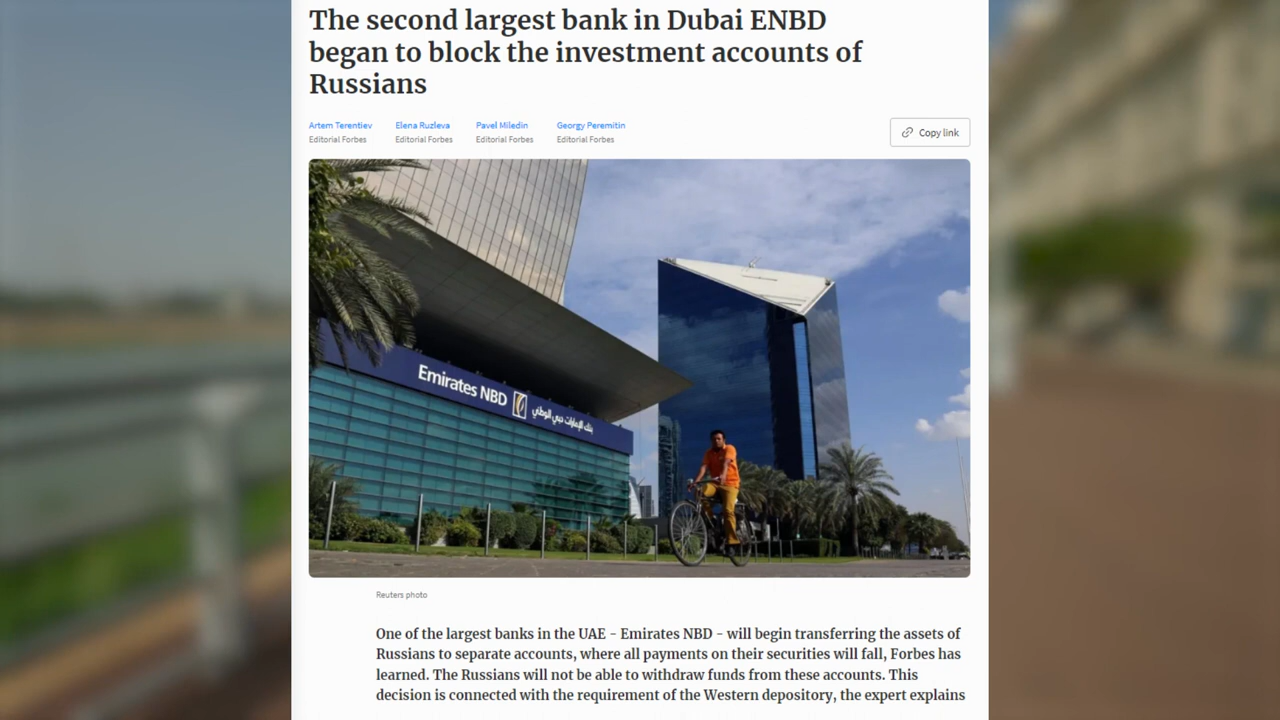 The second largest bank in Dubai ENBD
began to block the investment accounts of
Russians
Artem Terentiev Elena Ruzleva Pavel Miledin Georgy Peremitin
Editorial Forbes Editorial Forbes Editorial Forbes Editorial Forbes
Copy link
Emirates NBD بنك الإمارات دبي الوطني
Reuters photo
One of the largest banks in the UAE - Emirates NBD - will begin transferring the assets of
Russians to separate accounts, where all payments on their securities will fall, Forbes has
learned. The Russians will not be able to withdraw funds from these accounts. This
decision is connected with the requirement of the Western depository, the expert explains